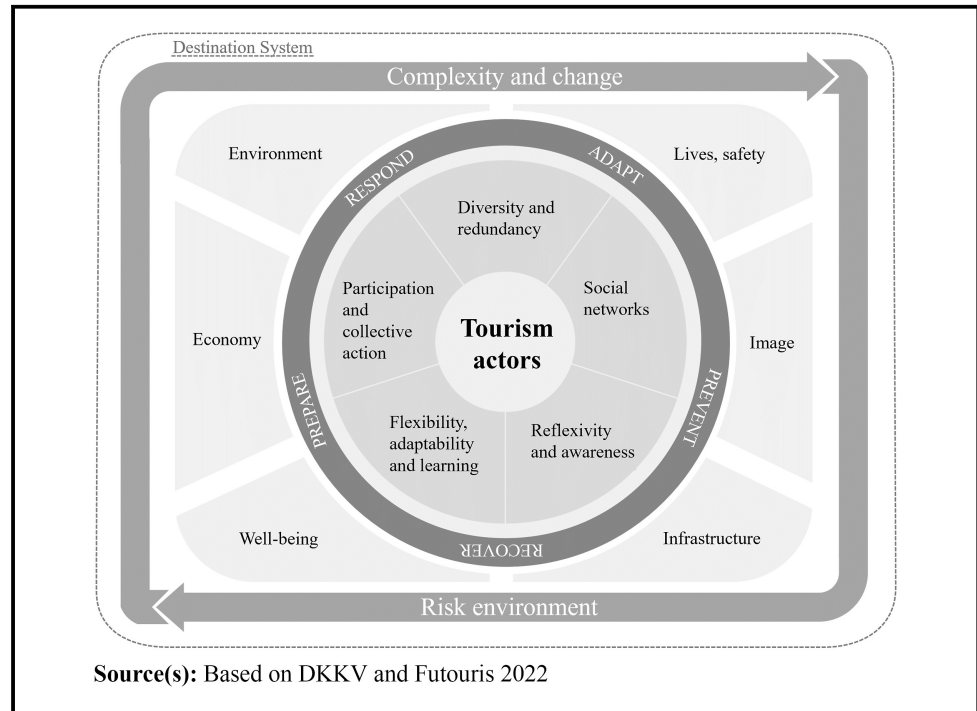 Destination System
Complexity and change
Environment
Lives, safety
RESPOND
ADAPT
Diversity and
redundancy
Participation
and
collective
action
Social
networks
Tourism
actors
Economy
Image
PREPARE
PREVENT
Flexibility,
adaptability
and learning
Reflexivity
and awareness
Well-being
Infrastructure
RECOVER
Risk environment
Source(s): Based on DKKV and Futouris 2022